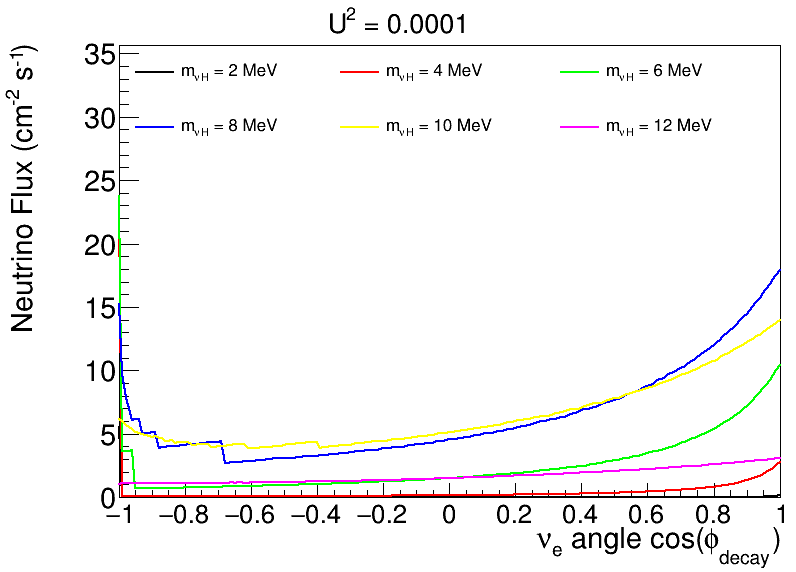 U² = 0.0001
Neutrino Flux (cm⁻² s⁻¹)
m_νH = 2 MeV m_νH = 4 MeV m_νH = 6 MeV
m_νH = 8 MeV m_νH = 10 MeV m_νH = 12 MeV
35
30
25
20
15
10
5
0
−1 −0.8 −0.6 −0.4 −0.2 0 0.2 0.4 0.6 0.8 1
ν_e angle cos(ϕ_decay)